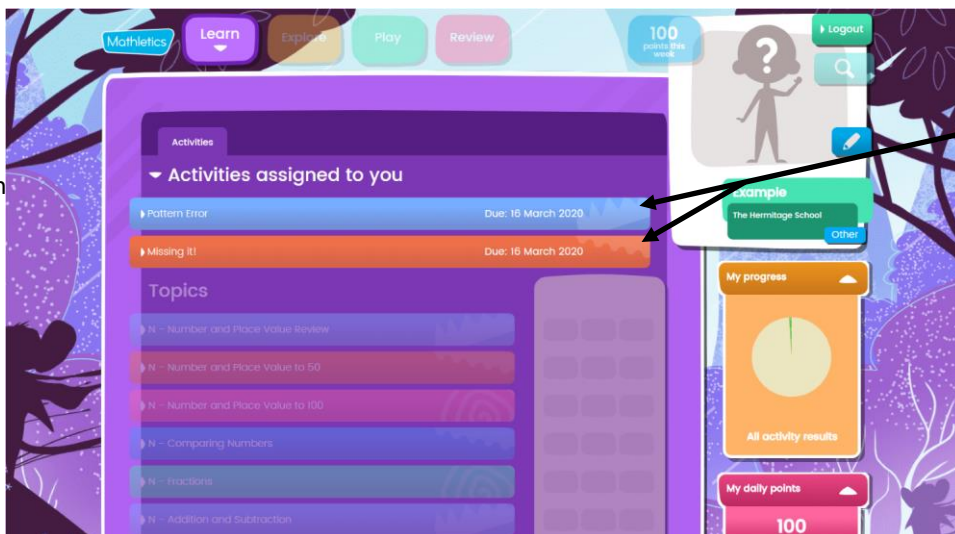 Mathletics
Learn
Explore
Play
Review
100
points this
week
Logout
Activities
Activities assigned to you
Pattern Error Due: 16 March 2020
Missing it! Due: 16 March 2020
Topics
N - Number and Place Value Review
N - Number and Place Value to 50
N - Number and Place Value to 100
N - Comparing Numbers
N - Fractions
N - Addition and Subtraction
Example
The Hermitage School
Other
My progress
All activity results
My daily points
100